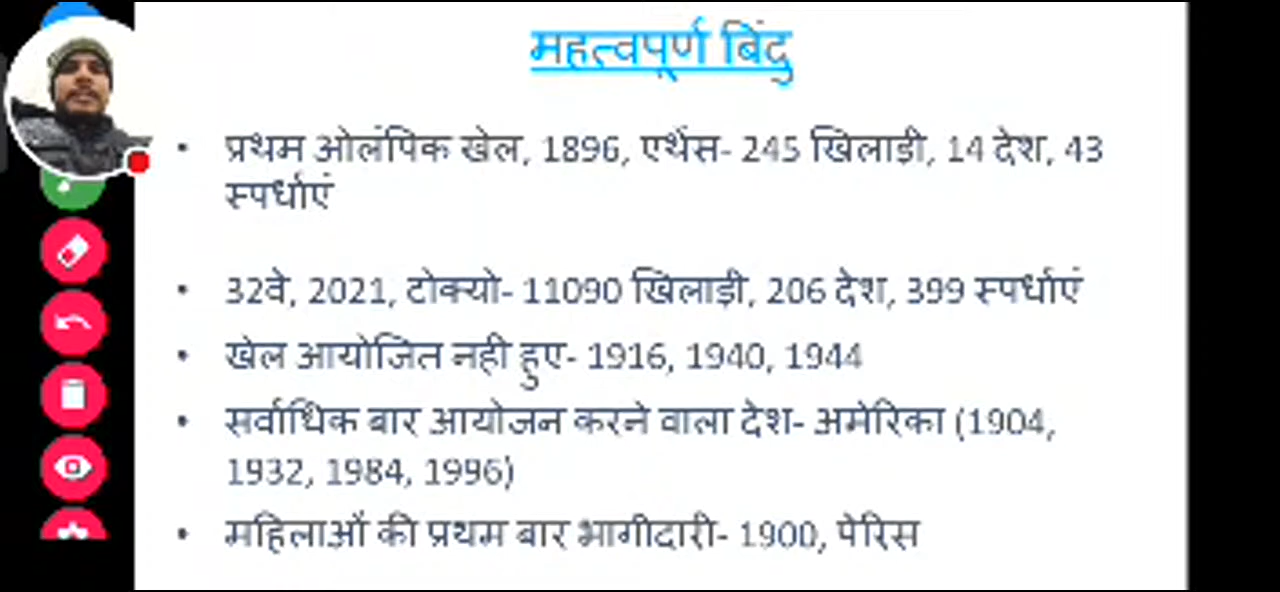 महत्वपूर्ण बिंदु
• प्रथम ओलंपिक खेल, 1896, एथेंस- 245 खिलाड़ी, 14 देश, 43
स्पर्धाएं
• 32वे, 2021, टोक्यो- 11090 खिलाड़ी, 206 देश, 399 स्पर्धाएं
• खेल आयोजित नही हुए- 1916, 1940, 1944
• सर्वाधिक बार आयोजन करने वाला देश- अमेरिका (1904,
1932, 1984, 1996)
• महिलाओं की प्रथम बार भागीदारी- 1900, पेरिस